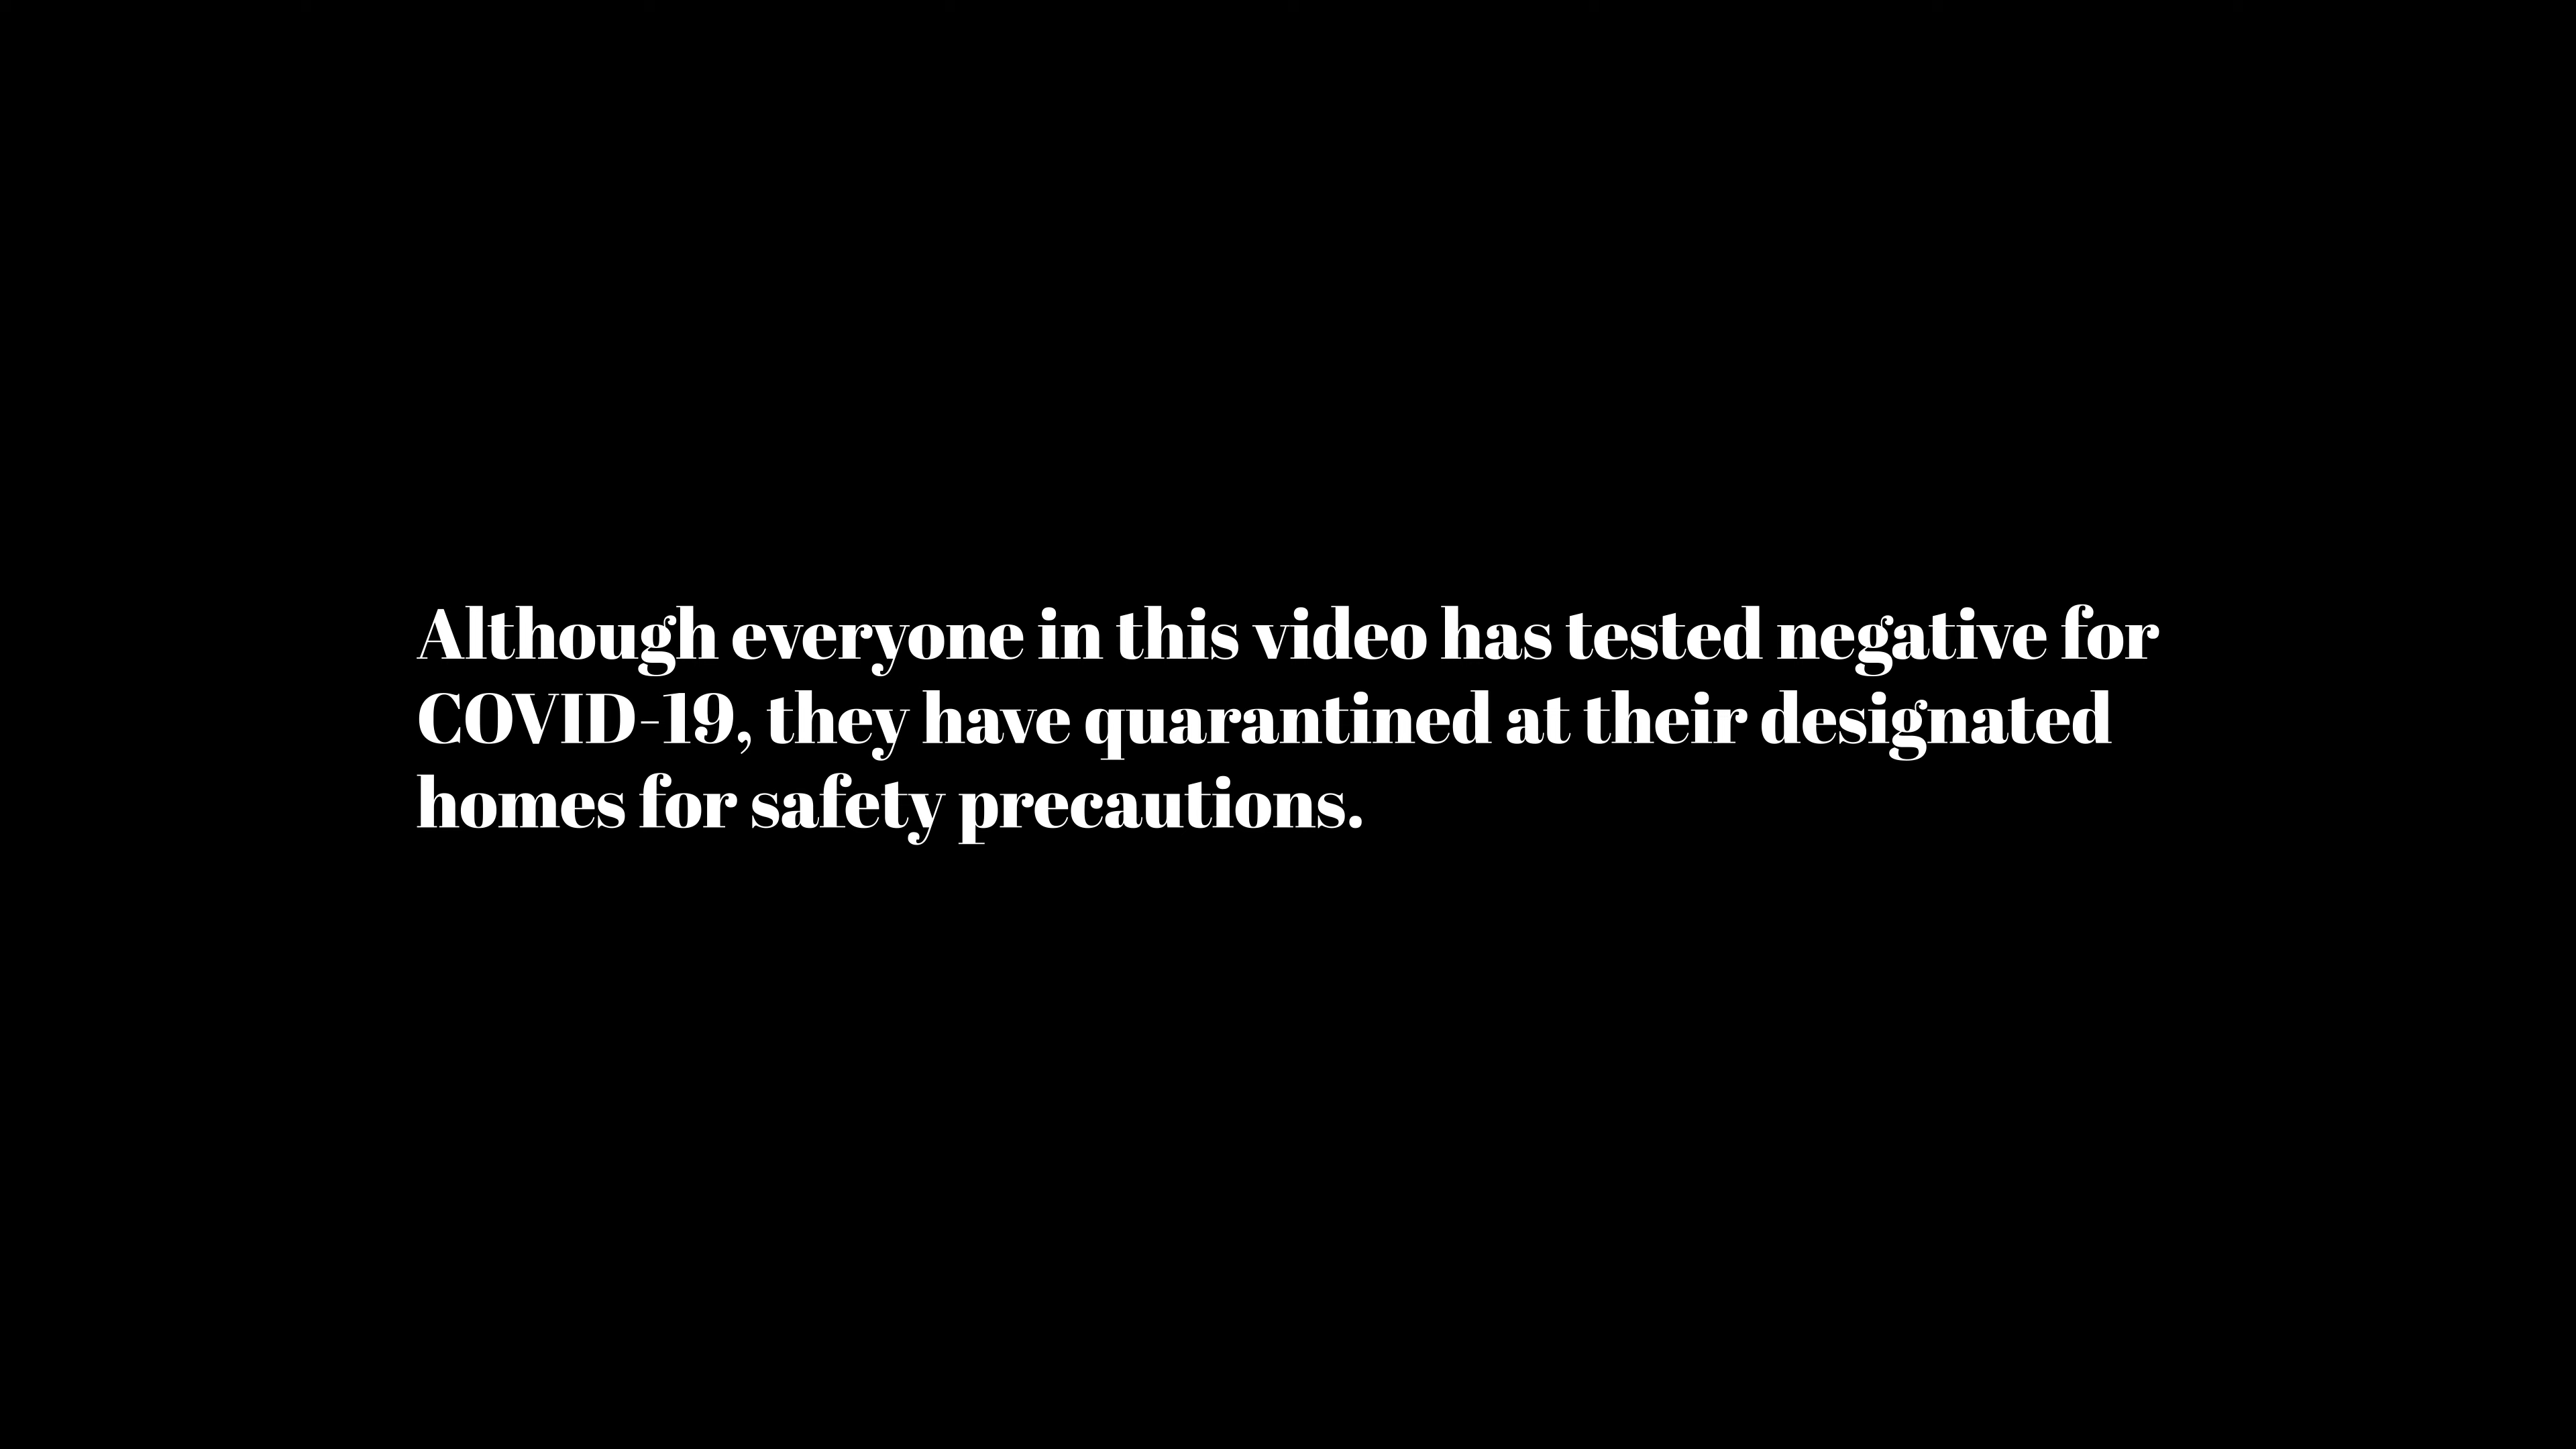 Although everyone in this video has tested negative for
COVID-19, they have quarantined at their designated
homes for safety precautions.